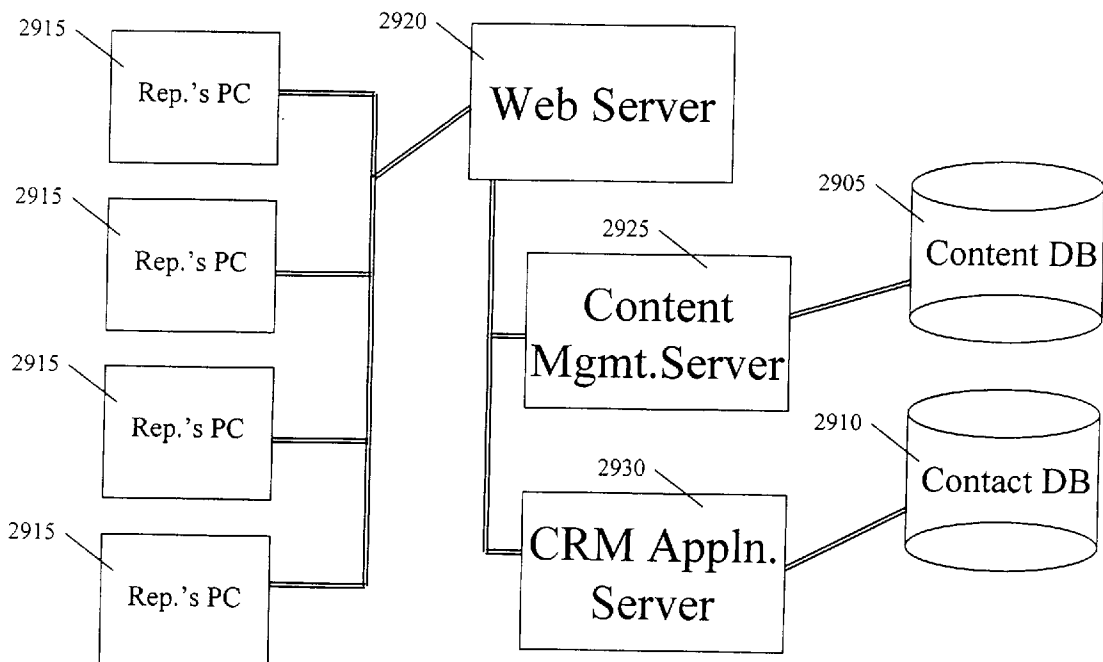 2915
Rep.'s PC
2915
Rep.'s PC
2915
Rep.'s PC
2915
Rep.'s PC
2920
Web Server
2925
Content
Mgmt.Server
2905
Content DB
2930
CRM Appln.
Server
2910
Contact DB